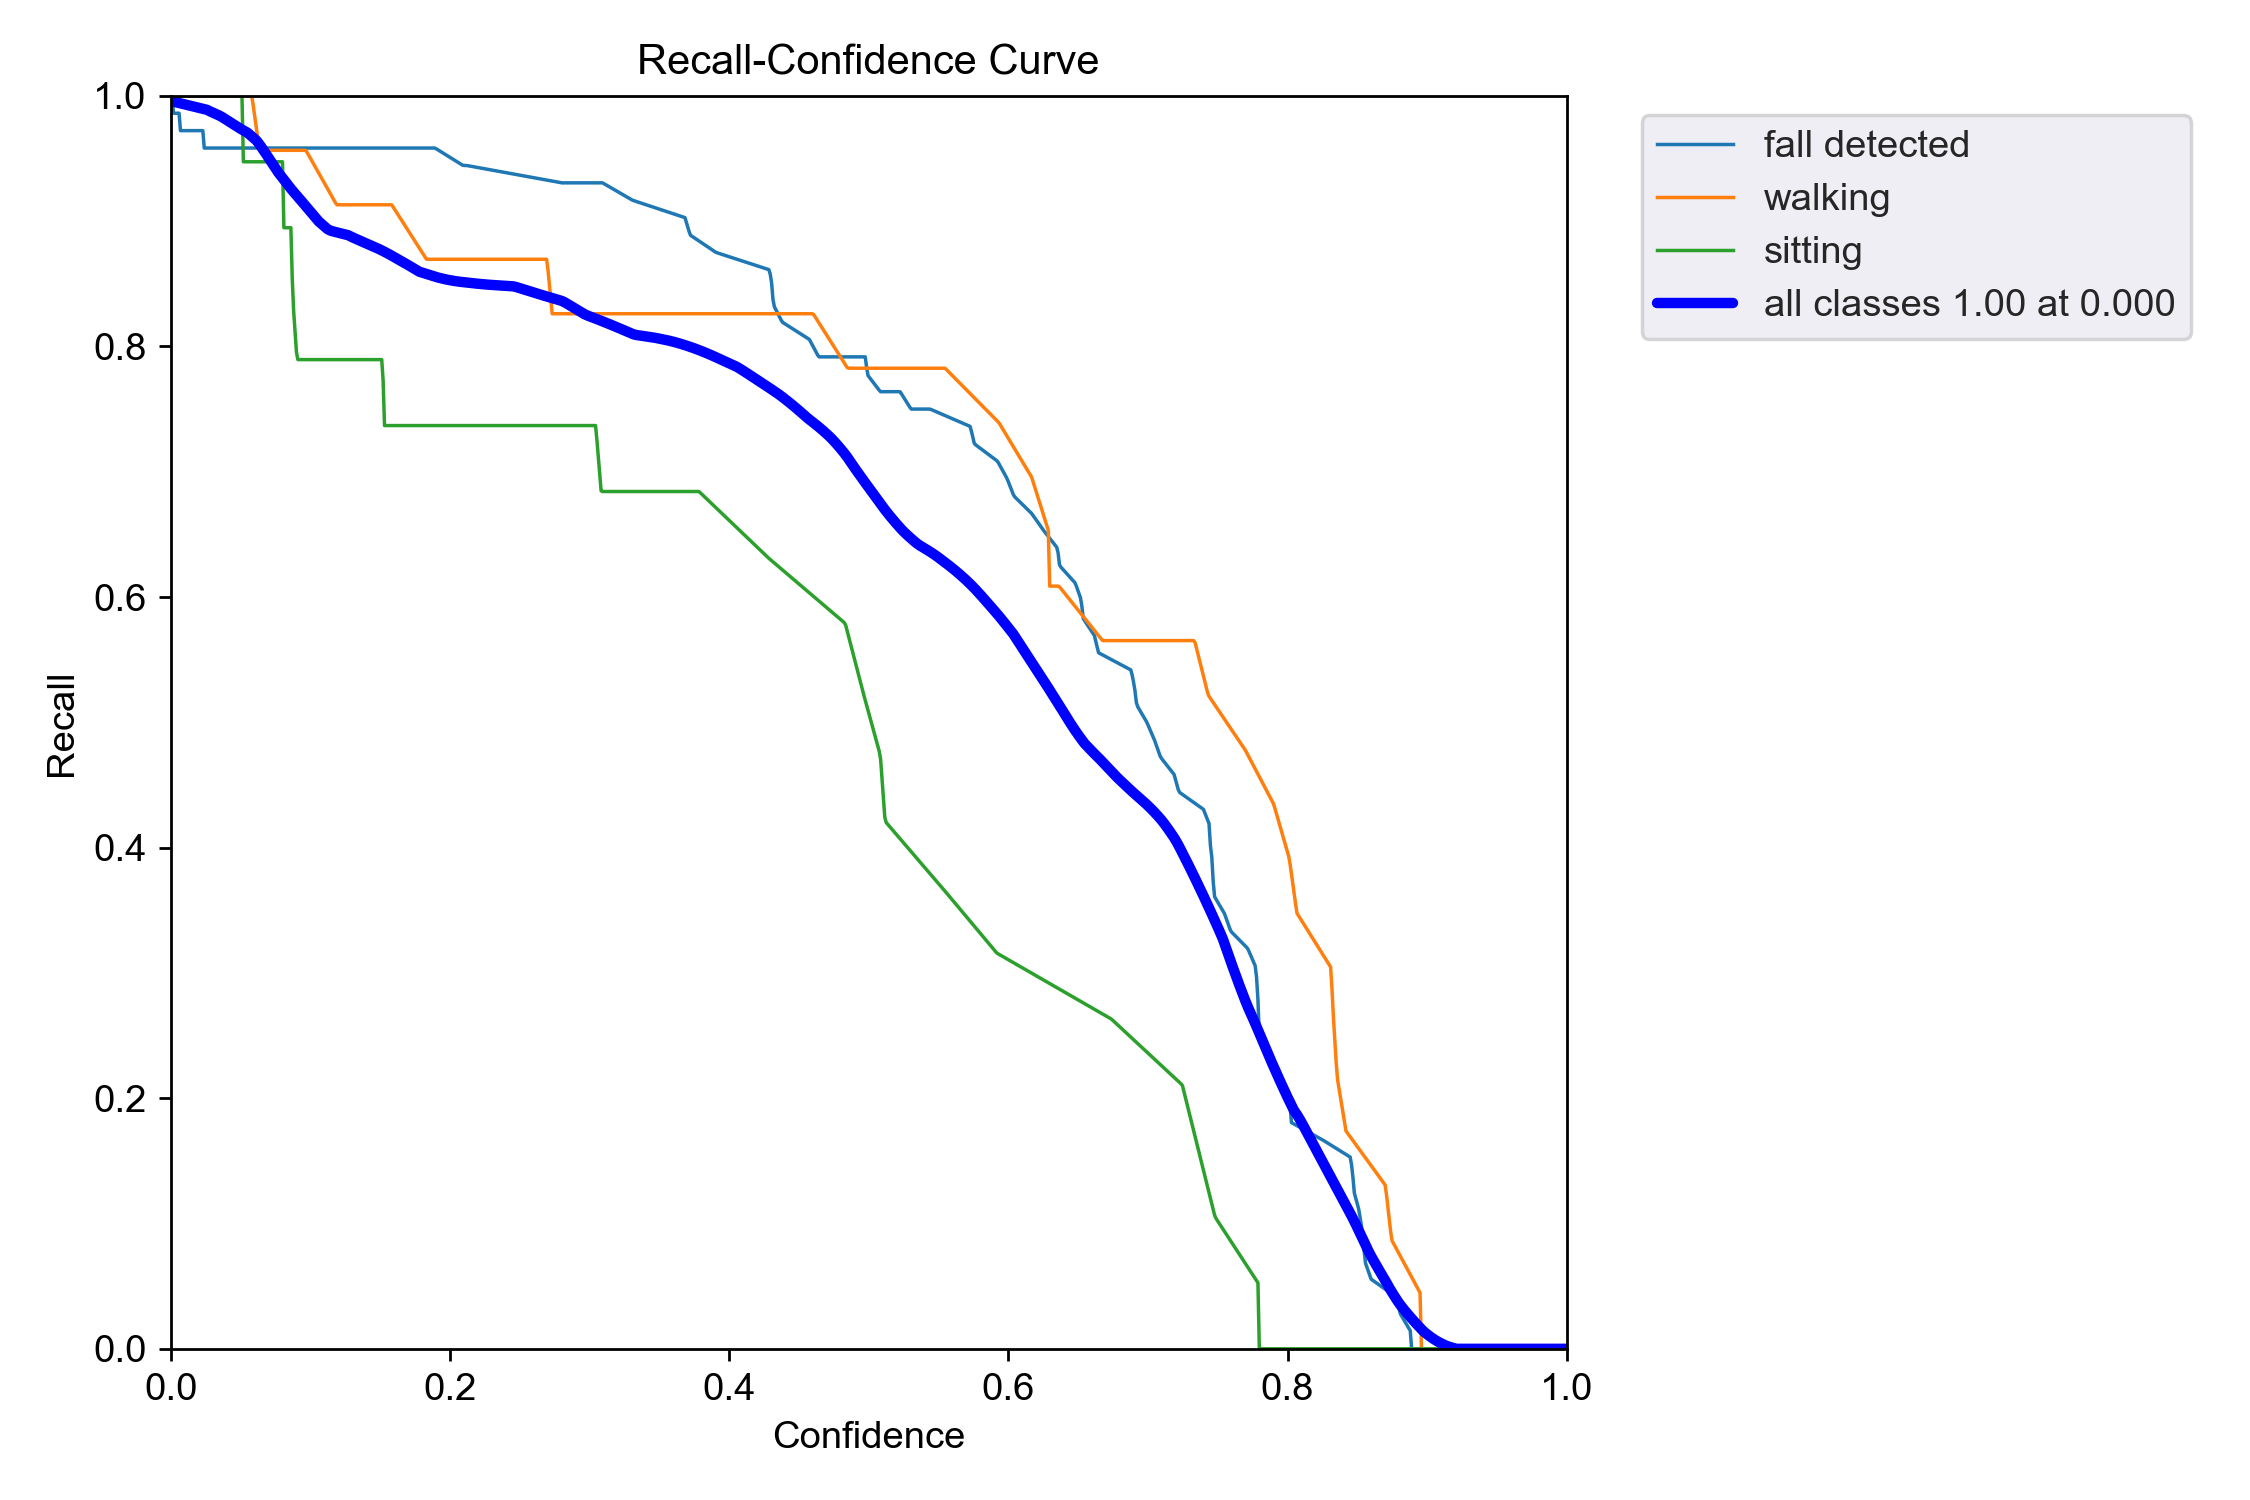 Recall-Confidence Curve
1.0
0.8
0.6
0.4
0.2
0.0
Recall
0.0 0.2 0.4 0.6 0.8 1.0
Confidence
fall detected
walking
sitting
all classes 1.00 at 0.000